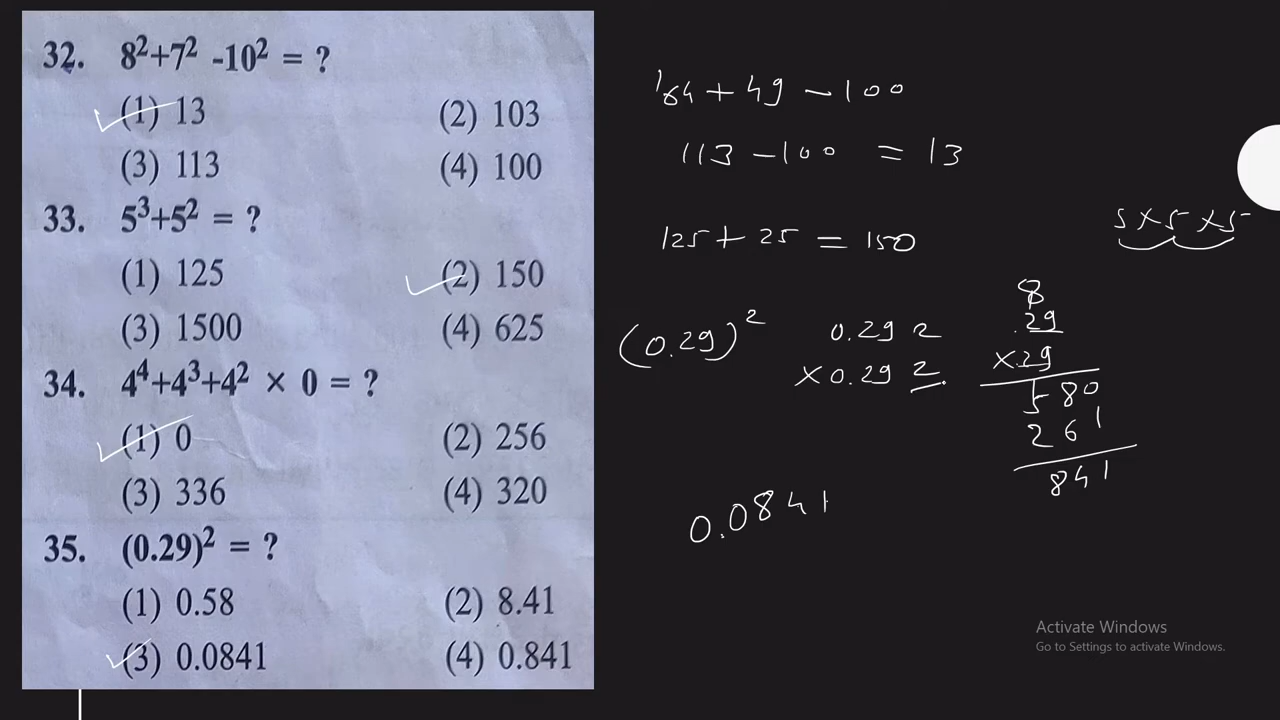 32. 8²+7² -10² = ?
(1) 13 (2) 103
(3) 113 (4) 100
33. 5³+5² = ?
(1) 125 (2) 150
(3) 1500 (4) 625
34. 4⁴+4³+4² × 0 = ?
(1) 0 (2) 256
(3) 336 (4) 320
35. (0.29)² = ?
(1) 0.58 (2) 8.41
(3) 0.0841 (4) 0.841
64 + 49 - 100
113 - 100 = 13
5 × 5 × 5
125 + 25 = 150
(0.29)²
0.29 2
× 0.29 2
8
.29
×.29
580
261
841
0.0841
Activate Windows
Go to Settings to activate Windows.